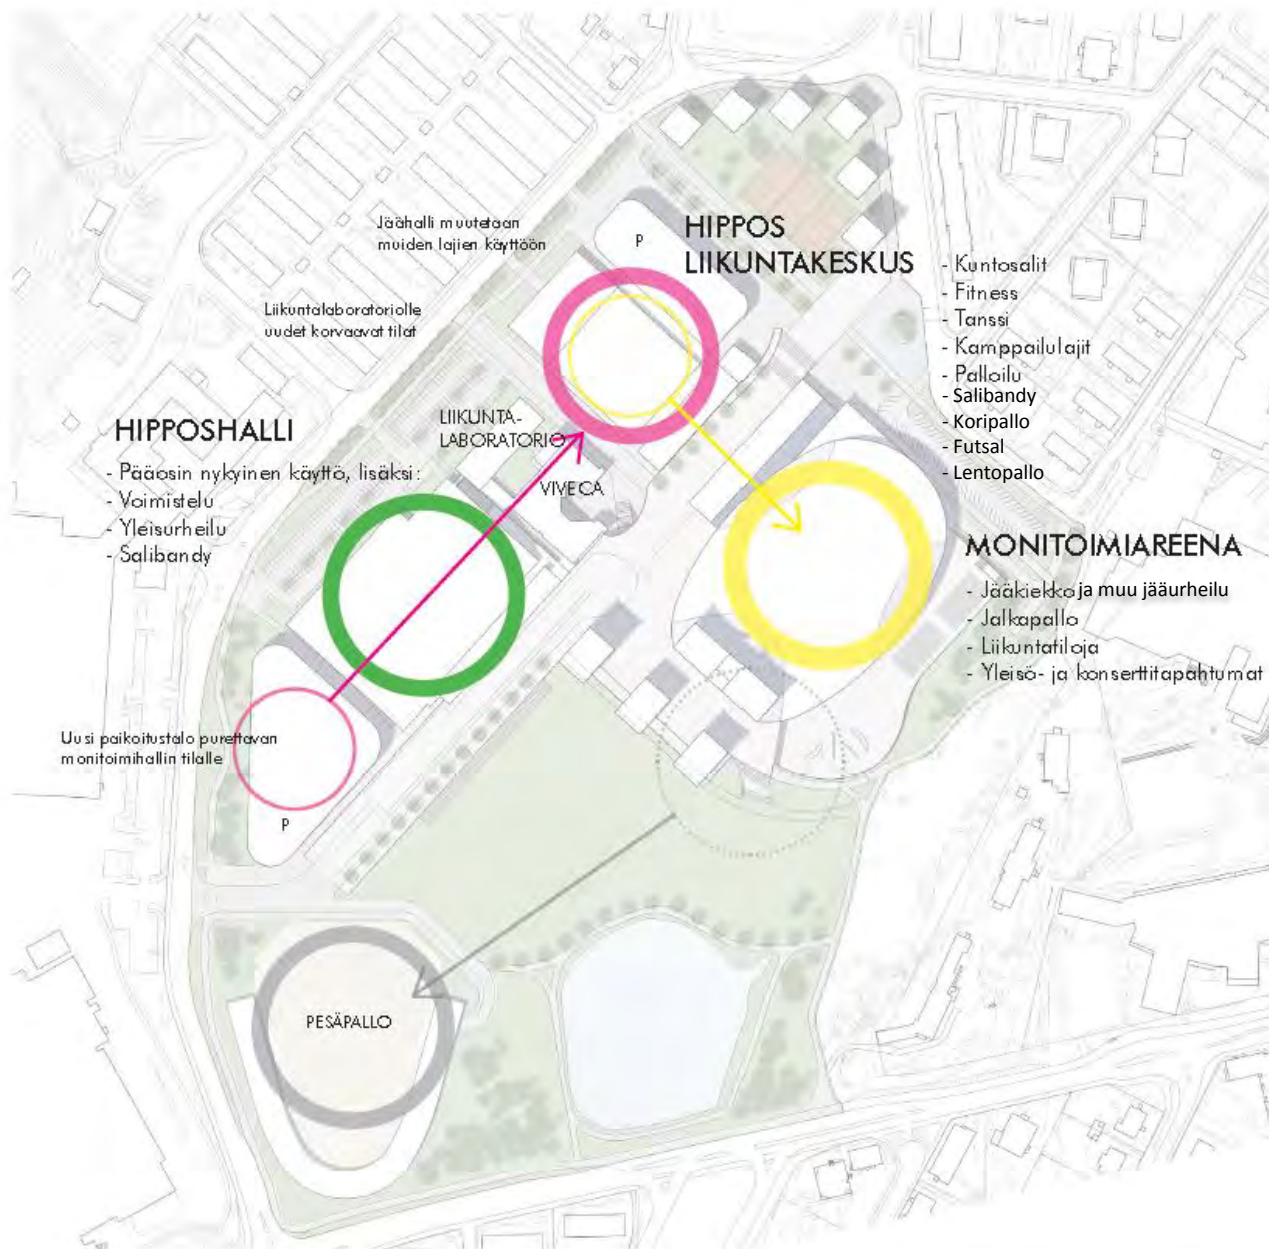 Jäähalli muutetaan
muiden lajien käyttöön
P
HIPPOS
LIIKUNTAKESKUS
- Kuntosalit
- Fitness
- Tanssi
- Kamppailulajit
- Palloilu
- Salibandy
- Koripallo
- Futsal
- Lentopallo
Liikuntalaboratoriolle
uudet korvaavat tilat
HIPPOSHALLI
- Pääosin nykyinen käyttö, lisäksi:
- Voimistelu
- Yleisurheilu
- Salibandy
LIIKUNTA-
LABORATORIO
VIVECA
MONITOIMIAREENA
- Jääkiekko ja muu jääurheilu
- Jalkapallo
- Liikuntatiloja
- Yleisö- ja konserttitapahtumat
Uusi paikoitustalo purettavan
monitoimihallin tilalle
P
PESÄPALLO